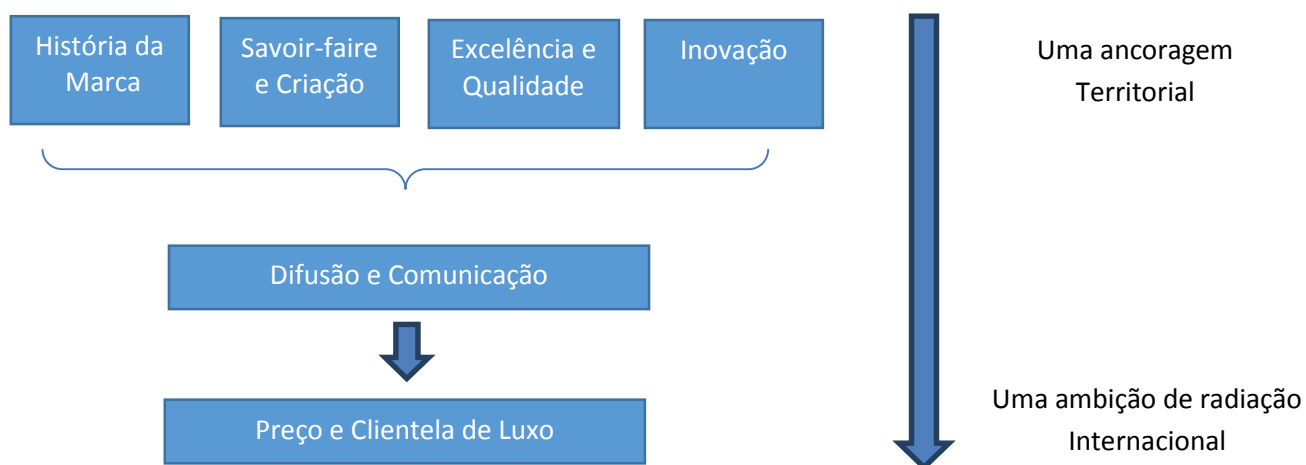 História da
Marca
Savoir-faire
e Criação
Excelência e
Qualidade
Inovação
Uma ancoragem
Territorial
Difusão e Comunicação
Preço e Clientela de Luxo
Uma ambição de radiação
Internacional